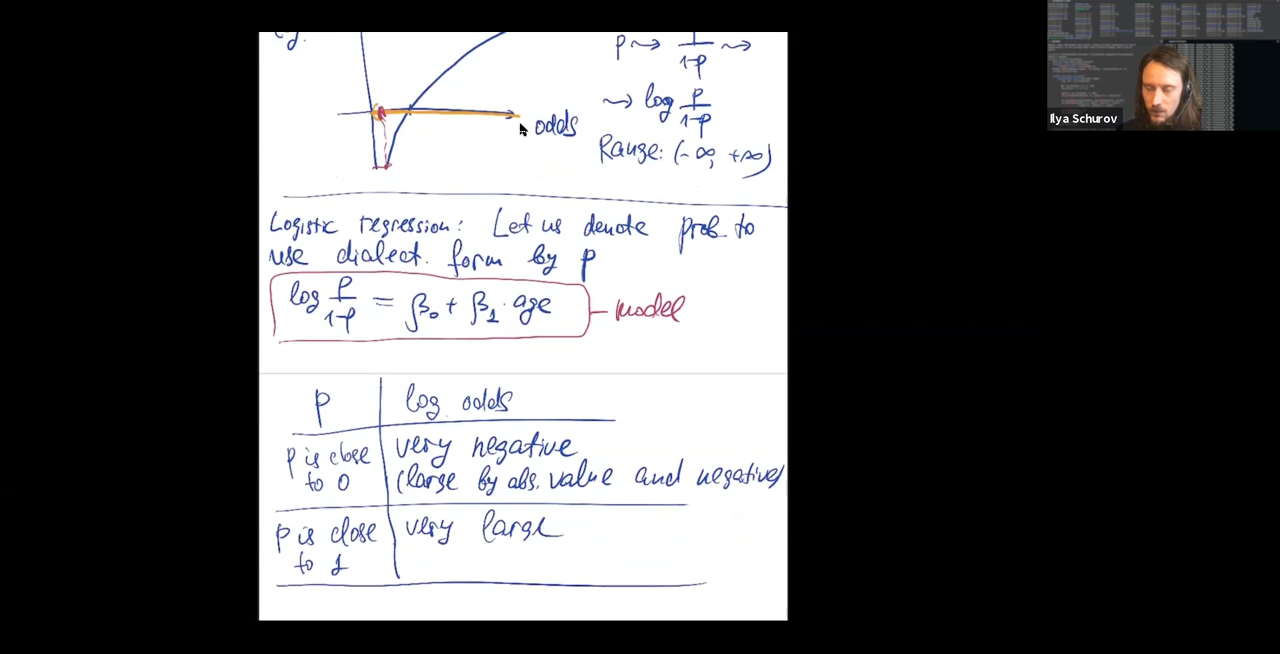 p ⇝ 1/1-p ⇝
⇝ log p/1-p
odds
Range: (-∞, +∞)
Ilya Schurov
Logistic regression: Let us denote prob to
use dialect. form by p
log p/1-p = β₀ + β₁ · age — model
p | log odds
p is close to 0 | very negative
(large by abs. value and negative)
p is close to 1 | very large